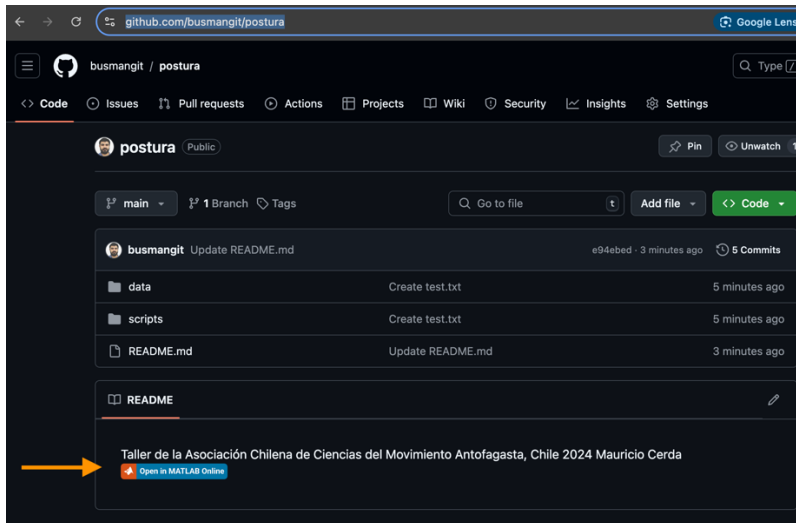 github.com/busmangit/postura
Google Lens
busmangit / postura
Type /
<> Code Issues Pull requests Actions Projects Wiki Security Insights Settings
postura Public
Pin Unwatch 1
main 1 Branch Tags Go to file t Add file <> Code
busmangit Update README.md e94ebed · 3 minutes ago 5 Commits
data Create test.txt 5 minutes ago
scripts Create test.txt 5 minutes ago
README.md Update README.md 3 minutes ago
README
Taller de la Asociación Chilena de Ciencias del Movimiento Antofagasta, Chile 2024 Mauricio Cerda
Open in MATLAB Online